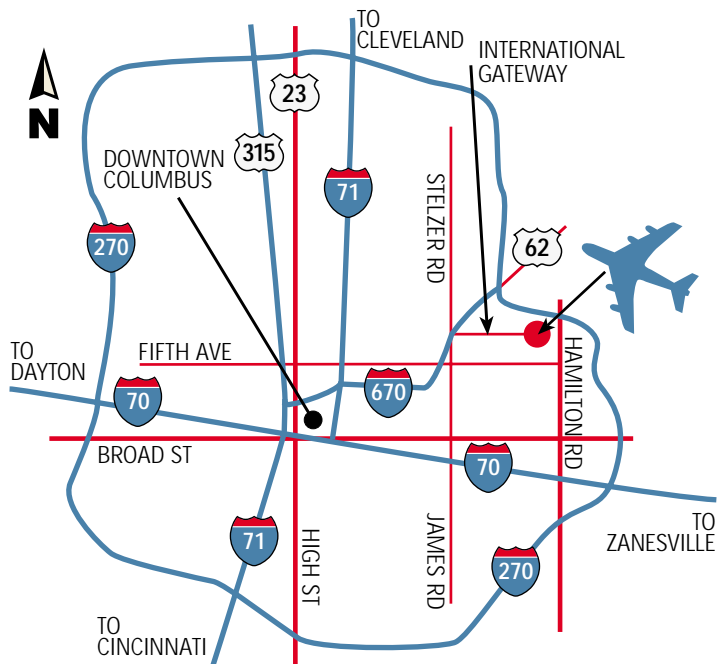 TO
CLEVELAND
INTERNATIONAL
GATEWAY
N
23
315
DOWNTOWN
COLUMBUS
71
STELZER RD
270
62
TO
DAYTON
FIFTH AVE
HAMILTON RD
70
670
BROAD ST
70
71
HIGH ST
JAMES RD
TO
ZANESVILLE
270
TO
CINCINNATI